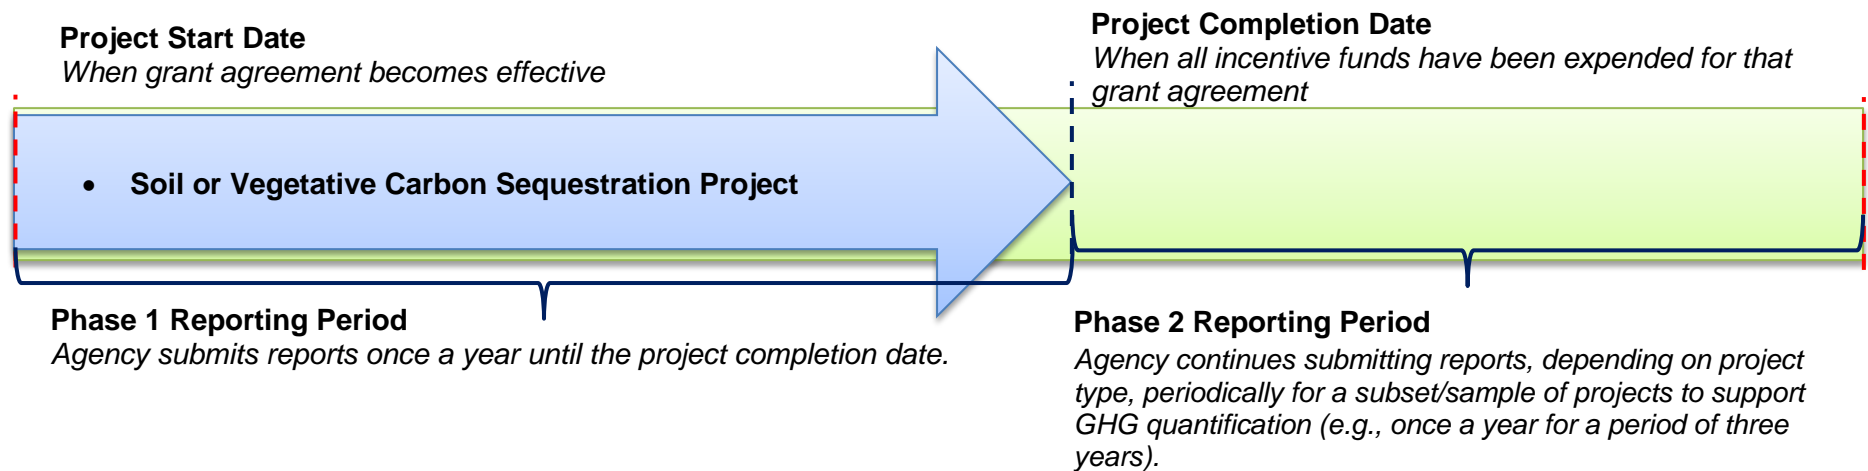 Project Start Date
When grant agreement becomes effective
Project Completion Date
When all incentive funds have been expended for that
grant agreement
• Soil or Vegetative Carbon Sequestration Project
Phase 1 Reporting Period
Agency submits reports once a year until the project completion date.
Phase 2 Reporting Period
Agency continues submitting reports, depending on project
type, periodically for a subset/sample of projects to support
GHG quantification (e.g., once a year for a period of three
years).